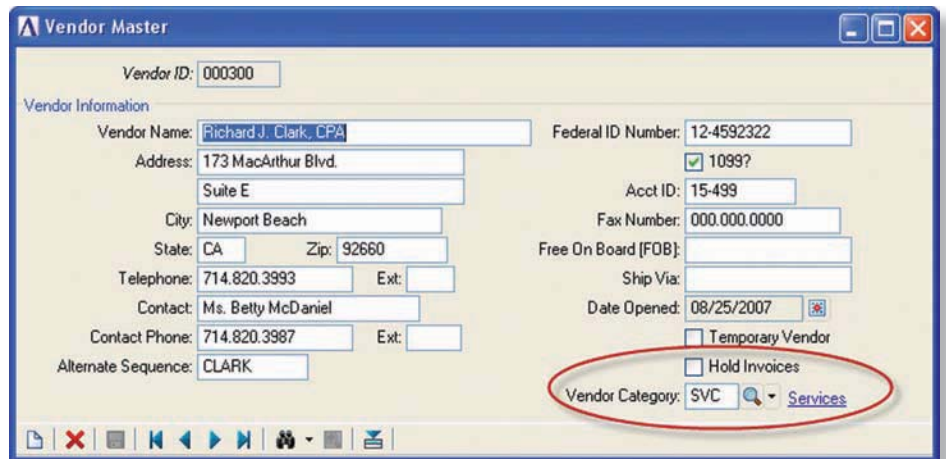 Vendor Master
Vendor ID: 000300
Vendor Information
Vendor Name: Richard J. Clark, CPA Federal ID Number: 12-4592322
Address: 173 MacArthur Blvd. 1099?
Suite E Acct ID: 15-499
City: Newport Beach Fax Number: 000.000.0000
State: CA Zip: 92660 Free On Board [FOB]:
Telephone: 714.820.3993 Ext: Ship Via:
Contact: Ms. Betty McDaniel Date Opened: 08/25/2007
Contact Phone: 714.820.3987 Ext: Temporary Vendor
Alternate Sequence: CLARK Hold Invoices
Vendor Category: SVC Services